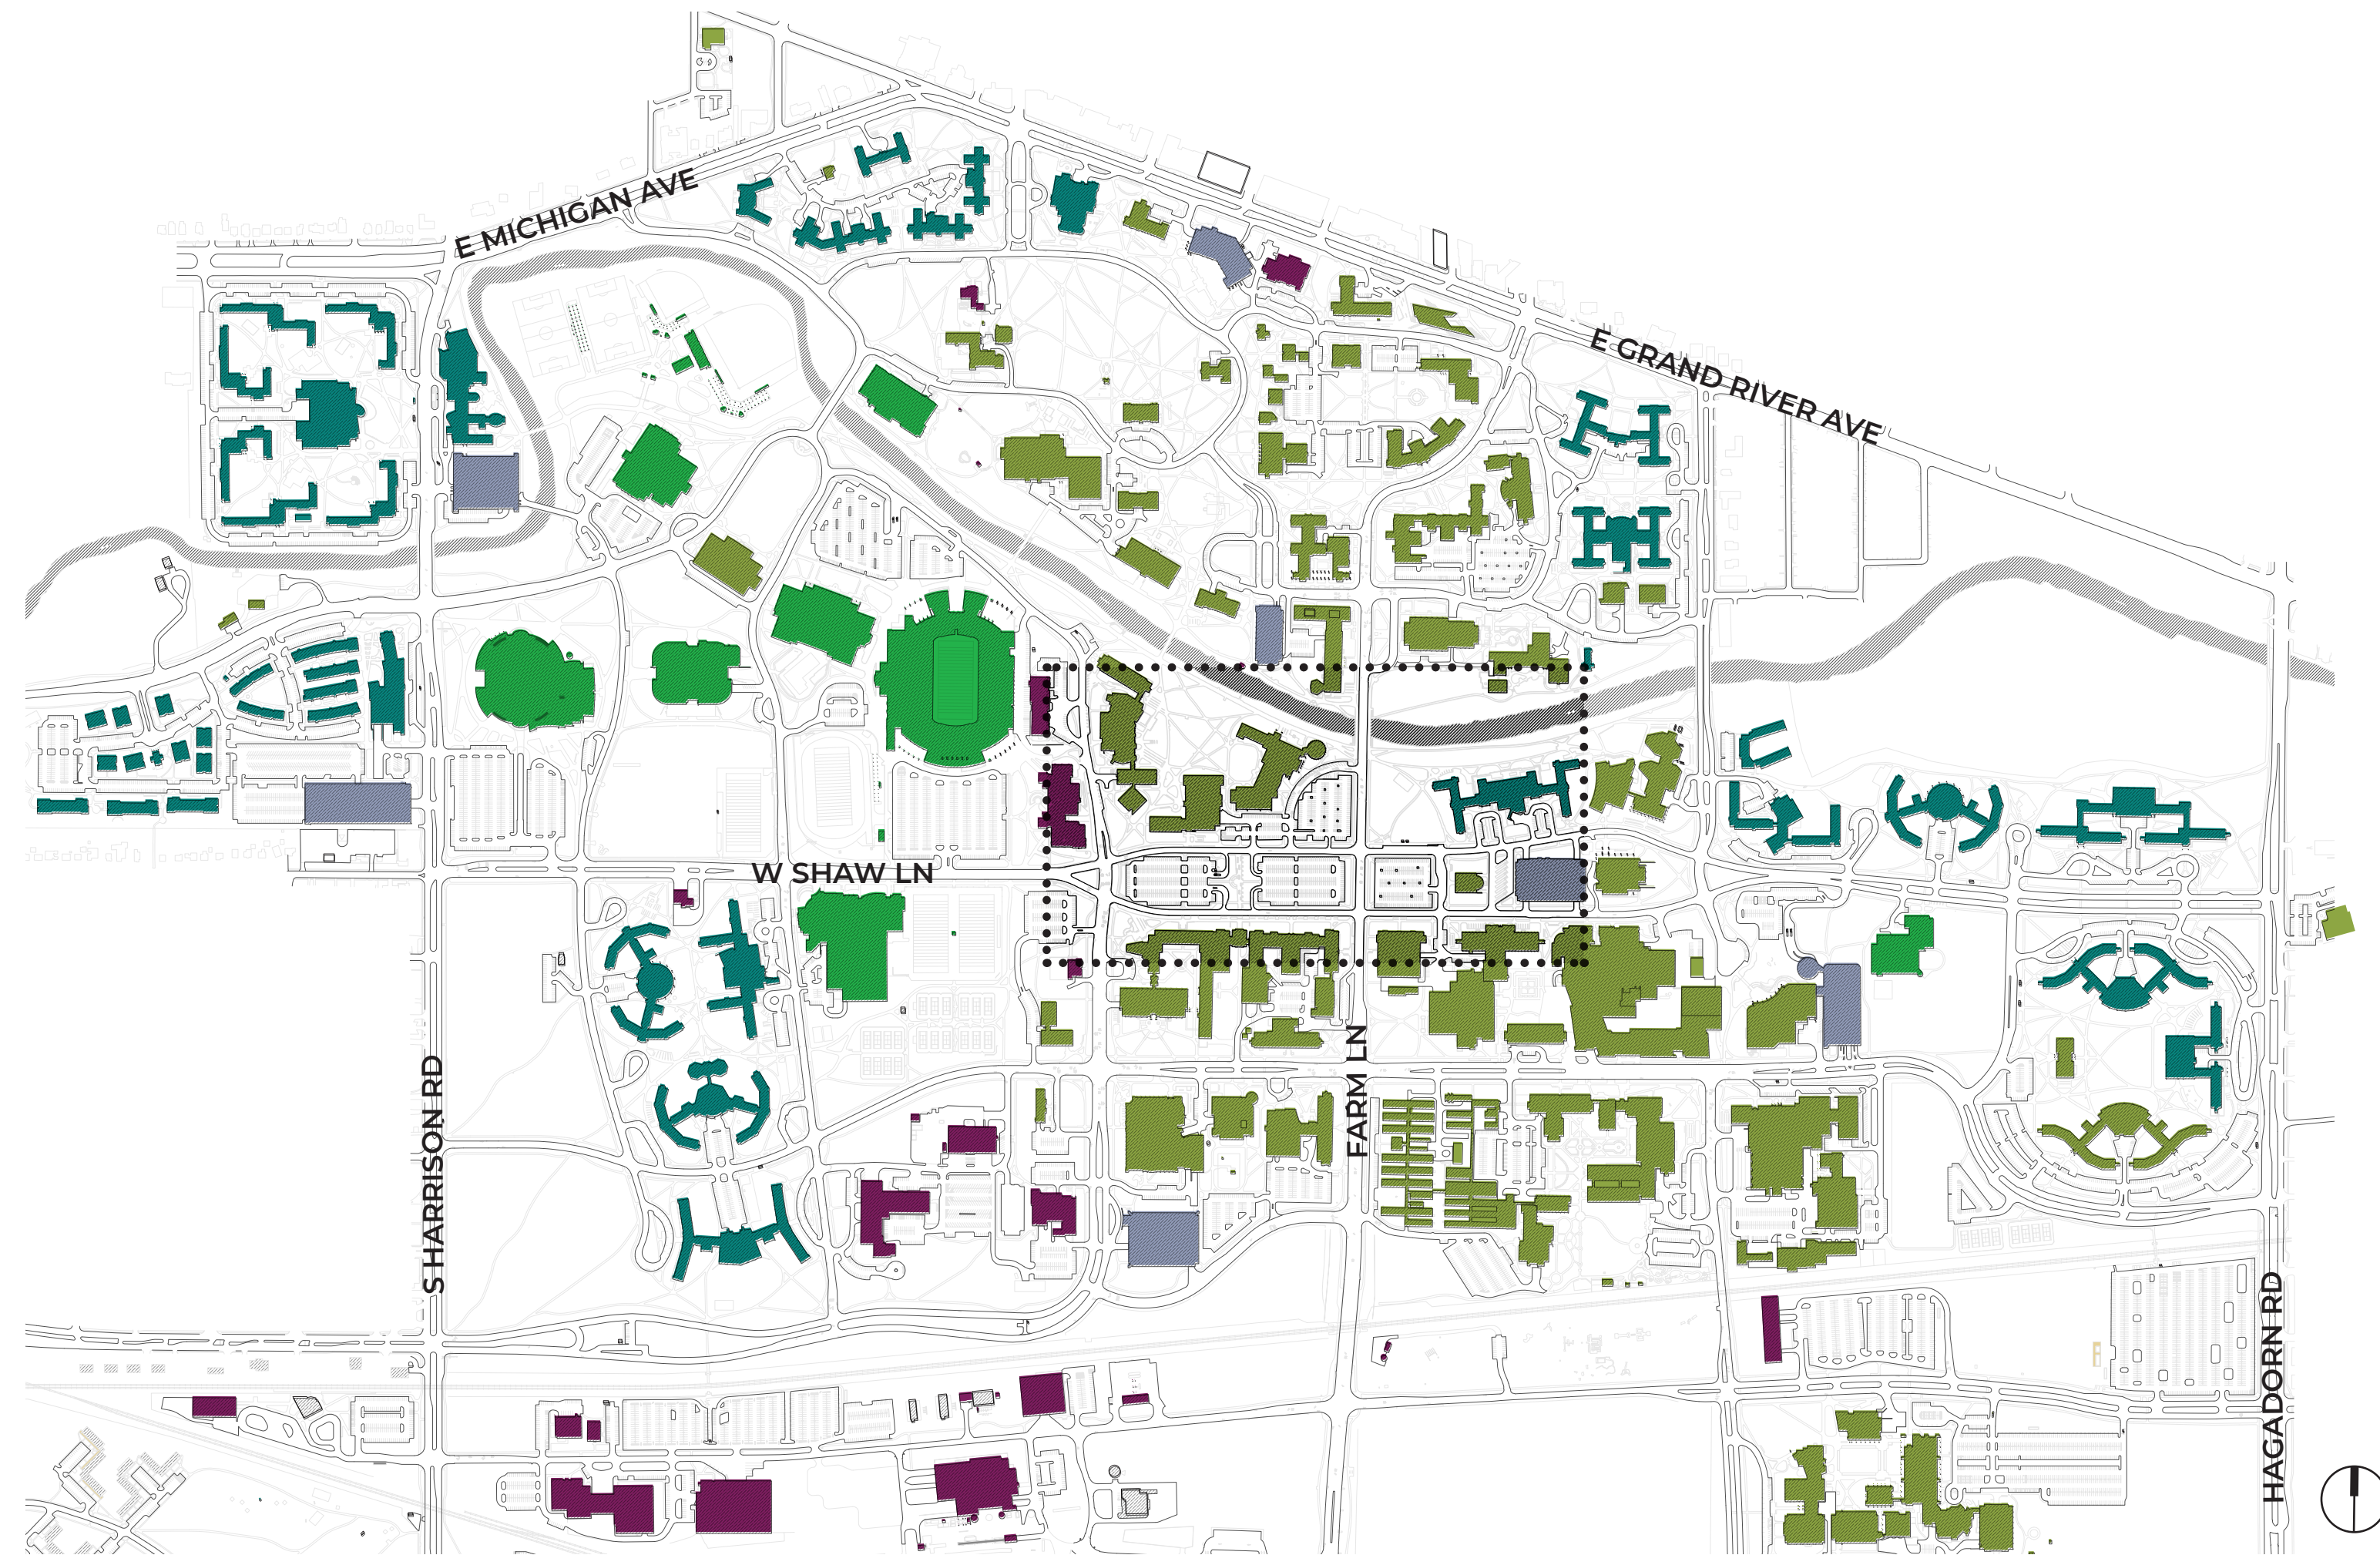 E MICHIGAN AVE
E GRAND RIVER AVE
W SHAW LN
S HARRISON RD
FARM LN
HAGADORN RD